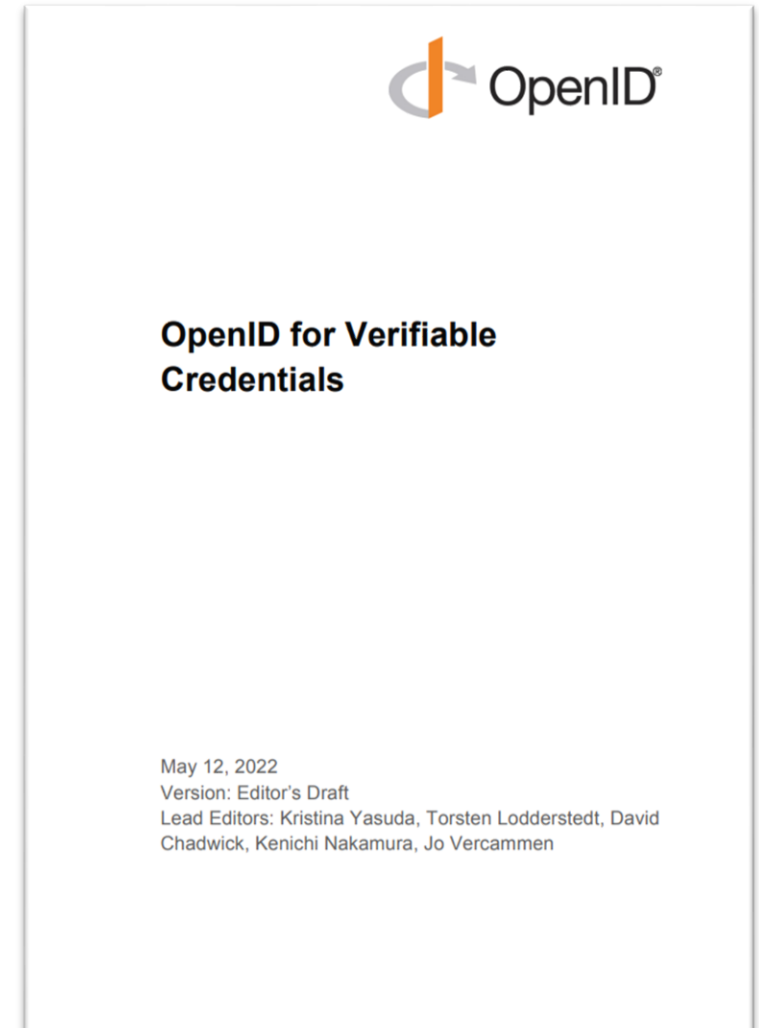 OpenID®
OpenID for Verifiable
Credentials
May 12, 2022
Version: Editor's Draft
Lead Editors: Kristina Yasuda, Torsten Lodderstedt, David
Chadwick, Kenichi Nakamura, Jo Vercammen